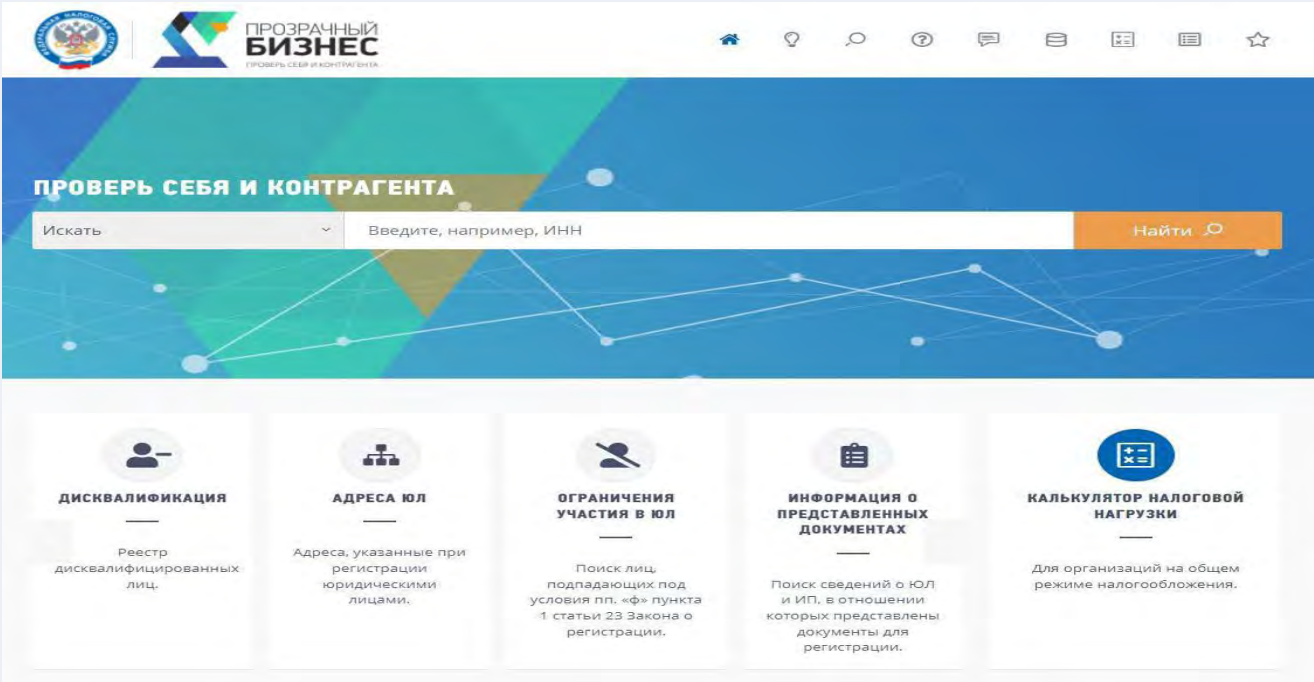 ФЕДЕРАЛЬНАЯ НАЛОГОВАЯ СЛУЖБА
ПРОЗРАЧНЫЙ
БИЗНЕС
ПРОВЕРЬ СЕБЯ И КОНТРАГЕНТА
ПРОВЕРЬ СЕБЯ И КОНТРАГЕНТА
Искать
Введите, например, ИНН
Найти
ДИСКВАЛИФИКАЦИЯ
Реестр
дисквалифицированных
лиц.
АДРЕСА ЮЛ
Адреса, указанные при
регистрации
юридическими
лицами.
ОГРАНИЧЕНИЯ
УЧАСТИЯ В ЮЛ
Поиск лиц,
подпадающих под
условия пп. «ф» пункта
1 статьи 23 Закона о
регистрации.
ИНФОРМАЦИЯ О
ПРЕДСТАВЛЕННЫХ
ДОКУМЕНТАХ
Поиск сведений о ЮЛ
и ИП, в отношении
которых представлены
документы для
регистрации.
КАЛЬКУЛЯТОР НАЛОГОВОЙ
НАГРУЗКИ
Для организаций на общем
режиме налогообложения.